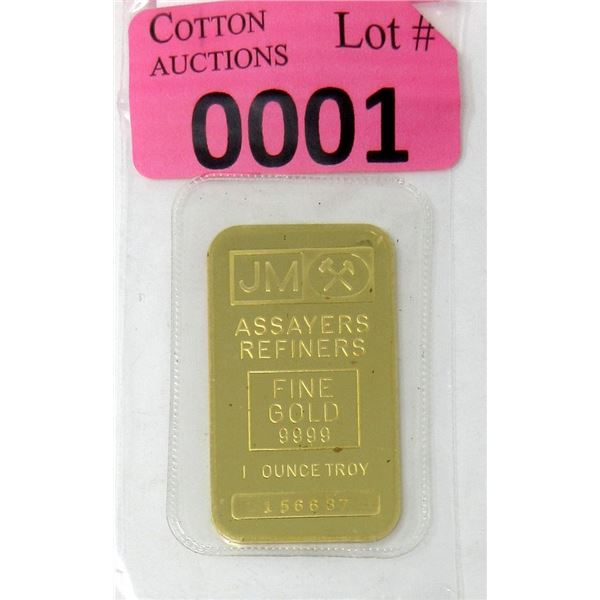 COTTON
AUCTIONS
Lot #
0001
JM
ASSAYERS
REFINERS
FINE
GOLD
9999
1 OUNCE TROY
156637